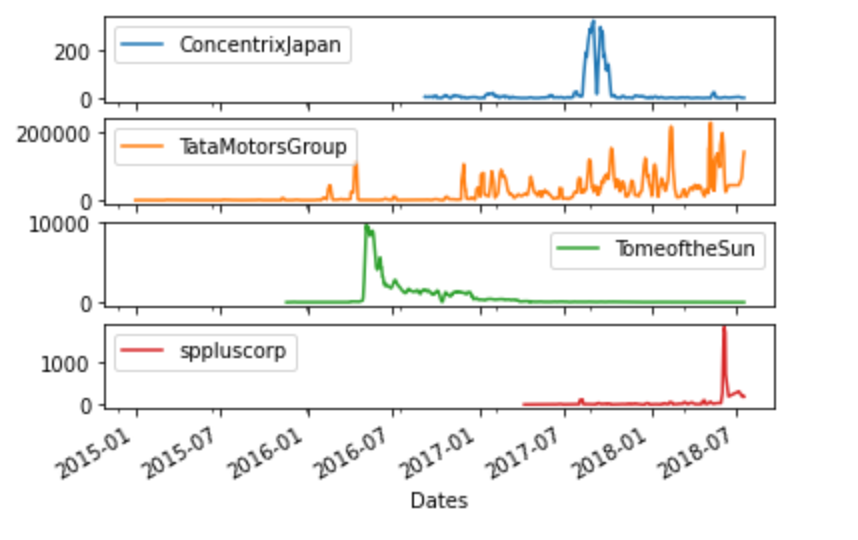 ConcentrixJapan
200
0
TataMotorsGroup
200000
0
TomeoftheSun
10000
0
sppluscorp
1000
0
2015-01 2015-07 2016-01 2016-07 2017-01 2017-07 2018-01 2018-07
Dates